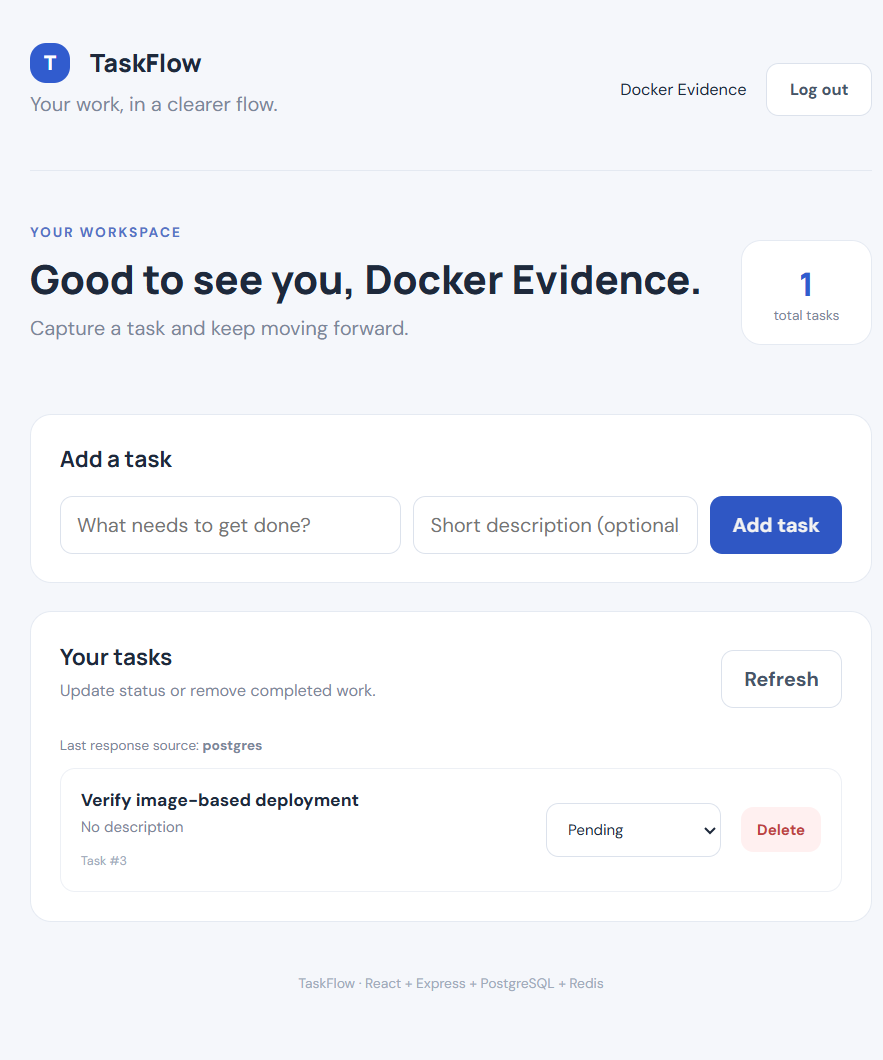 T
TaskFlow
Your work, in a clearer flow.
Docker Evidence
Log out
YOUR WORKSPACE
Good to see you, Docker Evidence.
Capture a task and keep moving forward.
1
total tasks
Add a task
What needs to get done?
Short description (optional
Add task
Your tasks
Update status or remove completed work.
Refresh
Last response source: postgres
Verify image-based deployment
No description
Task #3
Pending
Delete
TaskFlow · React + Express + PostgreSQL + Redis